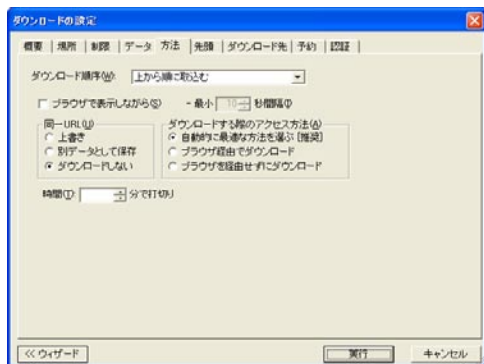 ダウンロードの設定
概要 場所 制限 データ 方法 先頭 ダウンロード先 予約 認証
ダウンロード順序(W): 上から順に取込む
ブラウザで表示しながら(S) - 最小 10 秒間隔(I)
同一URL(U) ダウンロードする際のアクセス方法(A)
上書き 自動的に最適な方法を選ぶ [推奨]
別データとして保存 ブラウザ経由でダウンロード
ダウンロードしない ブラウザを経由せずにダウンロード
時間(T): 分で打切り
<< ウィザード 実行 キャンセル